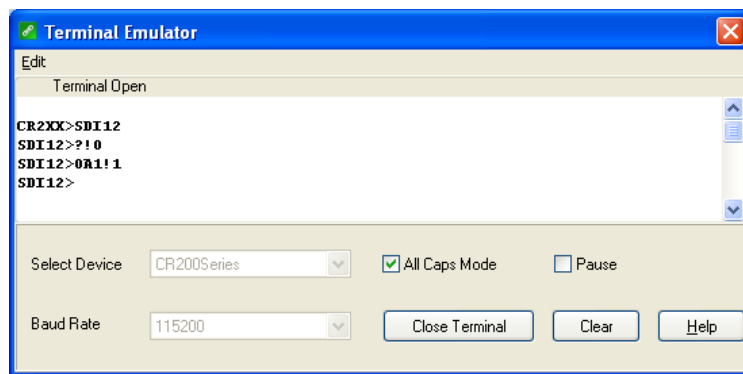 Terminal Emulator
Edit
Terminal Open
CR2XX>SDI12
SDI12>?!0
SDI12>0A1!1
SDI12>
Select Device CR200Series All Caps Mode Pause
Baud Rate 115200 Close Terminal Clear Help